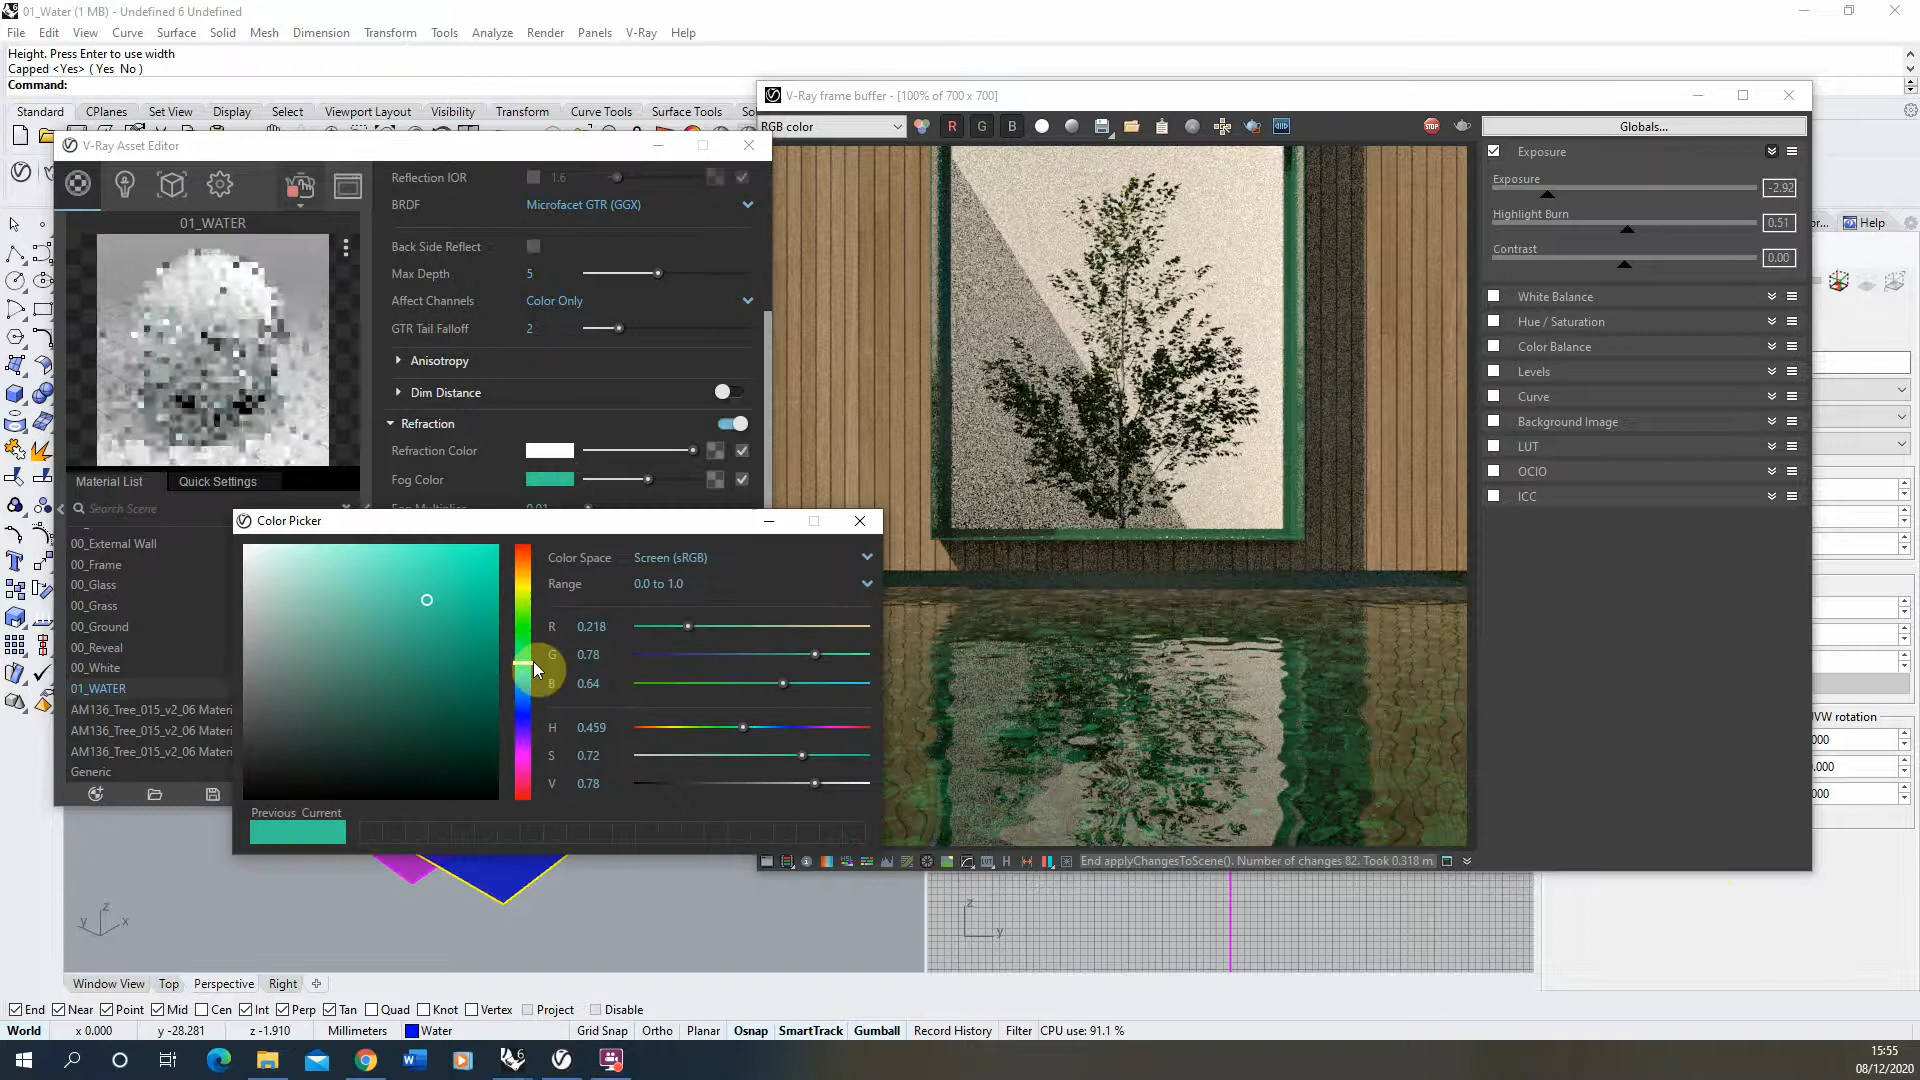 01_Water (1 MB) - Undefined 6 Undefined
File Edit View Curve Surface Solid Mesh Dimension Transform Tools Analyze Render Panels V-Ray Help
Height. Press Enter to use width
Capped <Yes> ( Yes No )
Command:
Standard CPlanes Set View Display Select Viewport Layout Visibility Transform Curve Tools Surface Tools
V-Ray frame buffer - [100% of 700 x 700]
RGB color
R G B
STOP
Globals...
V-Ray Asset Editor
01_WATER
Reflection IOR 1.6
BRDF Microfacet GTR (GGX)
Back Side Reflect
Max Depth 5
Affect Channels Color Only
GTR Tail Falloff 2
Anisotropy
Dim Distance
Refraction
Refraction Color
Fog Color
Fog Multiplier 0.01
Material List Quick Settings
Search Scene
00_External Wall
00_Frame
00_Glass
00_Grass
00_Ground
00_Reveal
00_White
01_WATER
AM136_Tree_015_v2_06 Materi
AM136_Tree_015_v2_06 Materi
AM136_Tree_015_v2_06 Materi
Generic
Color Picker
Color Space Screen (sRGB)
Range 0.0 to 1.0
R 0.218
G 0.78
B 0.64
H 0.459
S 0.72
V 0.78
Previous Current
Exposure
Exposure -2.92
Highlight Burn 0.51
Contrast 0.00
White Balance
Hue / Saturation
Color Balance
Levels
Curve
Background Image
LUT
OCIO
ICC
Help
End applyChangesToScene(). Number of changes 82. Took 0.318 m
VW rotation
z
y x
z
y
Window View Top Perspective Right
End Near Point Mid Cen Int Perp Tan Quad Knot Vertex Project Disable
World x 0.000 y -28.281 z -1.910 Millimeters Water Grid Snap Ortho Planar Osnap SmartTrack Gumball Record History Filter CPU use: 91.1 %
15:55
08/12/2020